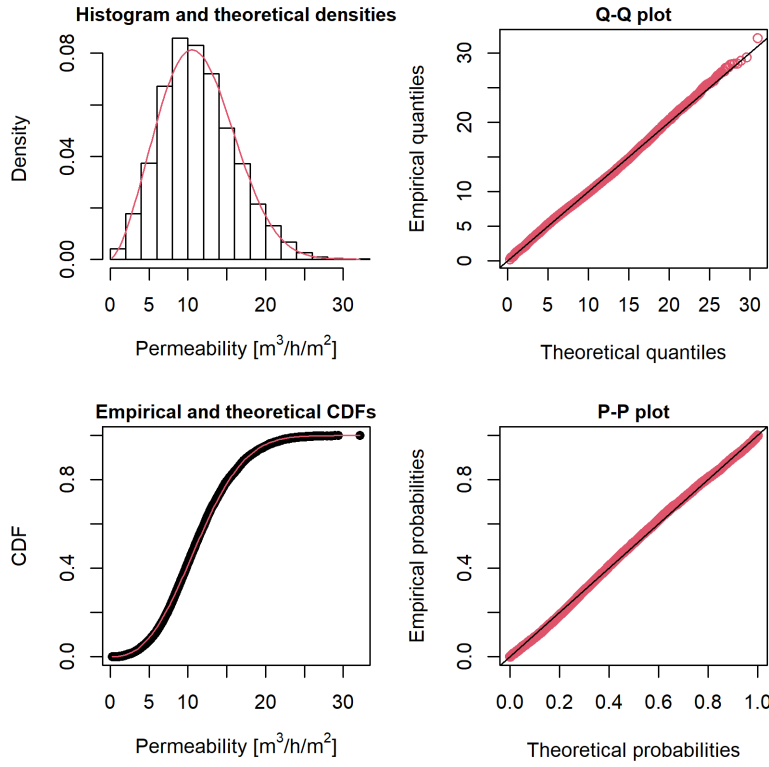 Histogram and theoretical densities
Density
0.00
0.04
0.08
0 5 10 20 30
Permeability [m³/h/m²]
Q-Q plot
Empirical quantiles
0
5
10
20
30
0 5 10 15 20 25 30
Theoretical quantiles
Empirical and theoretical CDFs
CDF
0.0
0.4
0.8
0 5 10 20 30
Permeability [m³/h/m²]
P-P plot
Empirical probabilities
0.0
0.4
0.8
0.0 0.2 0.4 0.6 0.8 1.0
Theoretical probabilities